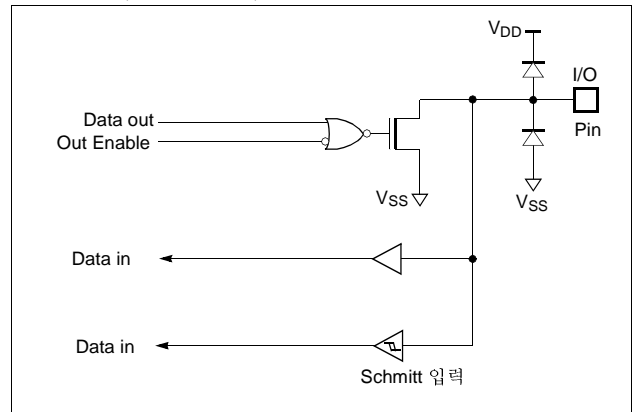 VDD
I/O
Data out
Out Enable
Pin
VSS
VSS
Data in
Data in
Schmitt 입력